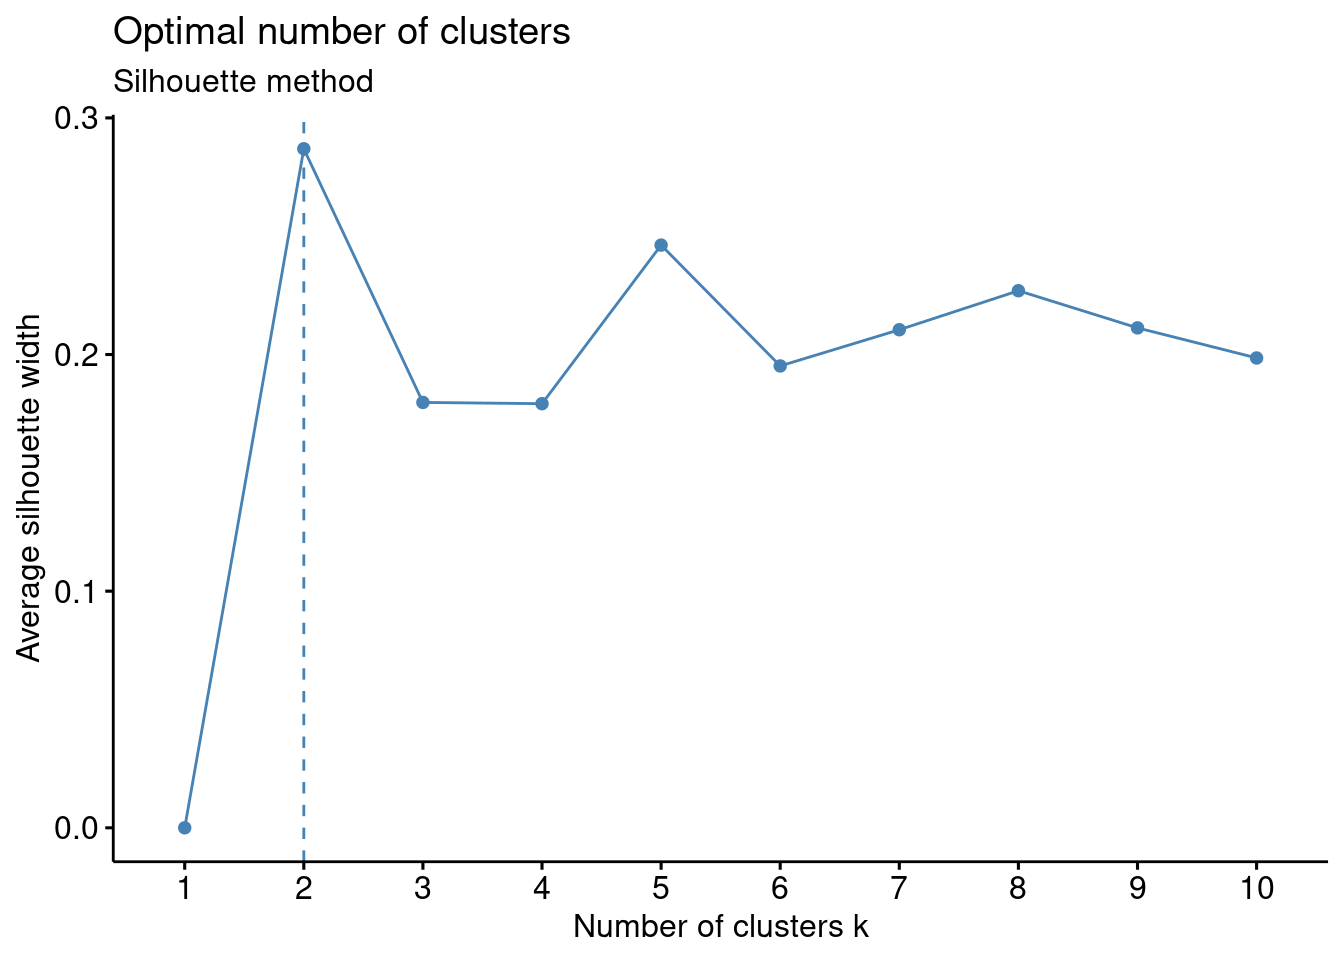 Optimal number of clusters
Silhouette method
Average silhouette width
0.3
0.2
0.1
0.0
1 2 3 4 5 6 7 8 9 10
Number of clusters k